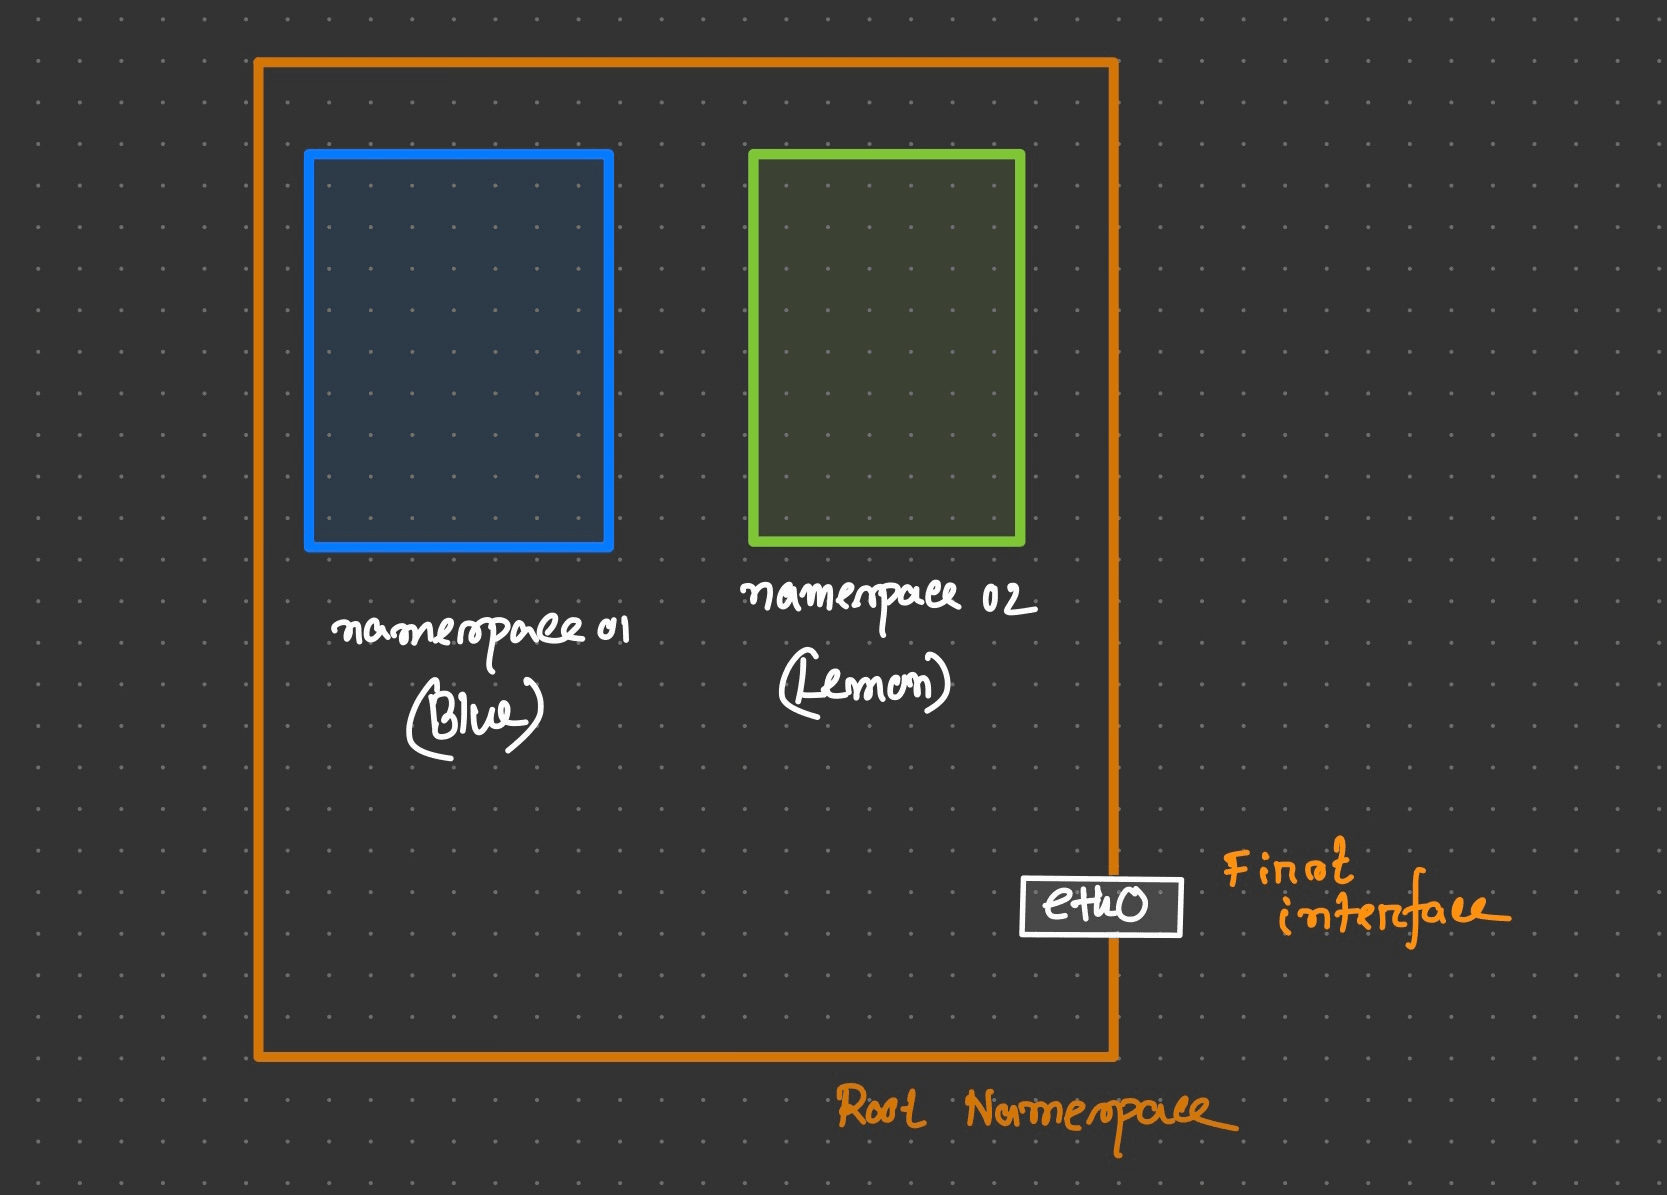 namespace 01
(Blue)
namespace 02
(Lemon)
eth0
First
interface
Root Namespace